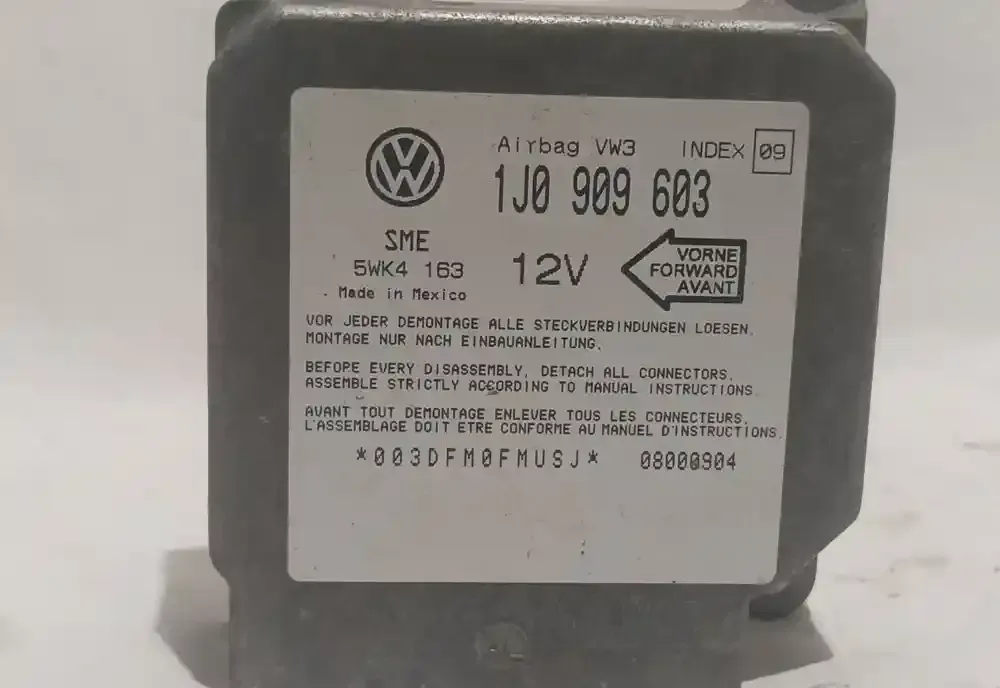 Airbag VW3 INDEX 09
1J0 909 603
SME
5WK4 163
Made in Mexico
12V
VORNE
FORWARD
AVANT
VOR JEDER DEMONTAGE ALLE STECKVERBINDUNGEN LOESEN.
MONTAGE NUR NACH EINBAUANLEITUNG.
BEFORE EVERY DISASSEMBLY, DETACH ALL CONNECTORS.
ASSEMBLE STRICTLY ACCORDING TO MANUAL INSTRUCTIONS.
AVANT TOUT DEMONTAGE ENLEVER TOUS LES CONNECTEURS.
L'ASSEMBLAGE DOIT ETRE CONFORME AU MANUEL D'INSTRUCTIONS.
*003DFM0FMUSJ* 08000904